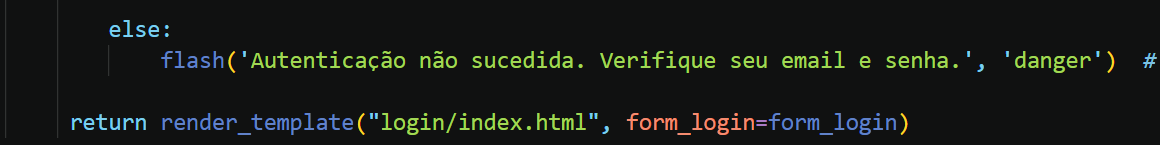 else:
flash('Autenticação não sucedida. Verifique seu email e senha.', 'danger') #
return render_template("login/index.html", form_login=form_login)